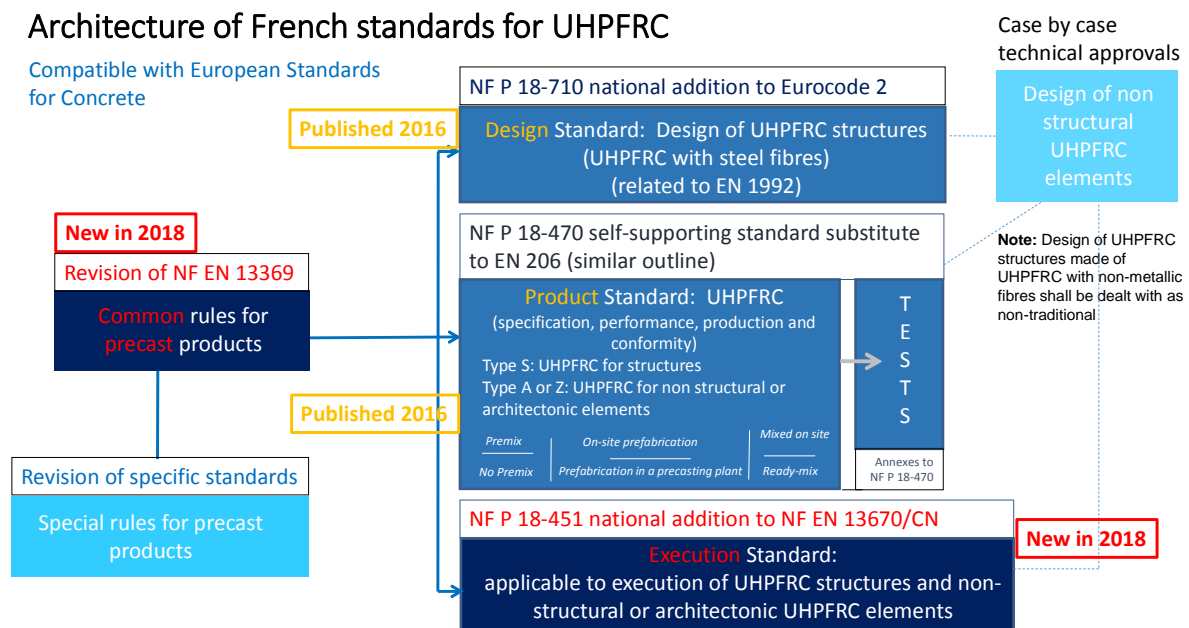 Architecture of French standards for UHPFRC
Compatible with European Standards
for Concrete
Case by case
technical approvals
Design of non
structural
UHPFRC
elements
NF P 18-710 national addition to Eurocode 2
Published 2016
Design Standard: Design of UHPFRC structures
(UHPFRC with steel fibres)
(related to EN 1992)
New in 2018
Revision of NF EN 13369
Common rules for
precast products
NF P 18-470 self-supporting standard substitute
to EN 206 (similar outline)
Product Standard: UHPFRC
(specification, performance, production and
conformity)
Type S: UHPFRC for structures
Type A or Z: UHPFRC for non structural or
architectonic elements
Premix
No Premix
On-site prefabrication
Prefabrication in a precasting plant
Mixed on site
Ready-mix
T
E
S
T
S
Annexes to
NF P 18-470
Note: Design of UHPFRC
structures made of
UHPFRC with non-metallic
fibres shall be dealt with as
non-traditional
Published 2016
Revision of specific standards
Special rules for precast
products
NF P 18-451 national addition to NF EN 13670/CN
New in 2018
Execution Standard:
applicable to execution of UHPFRC structures and non-
structural or architectonic UHPFRC elements